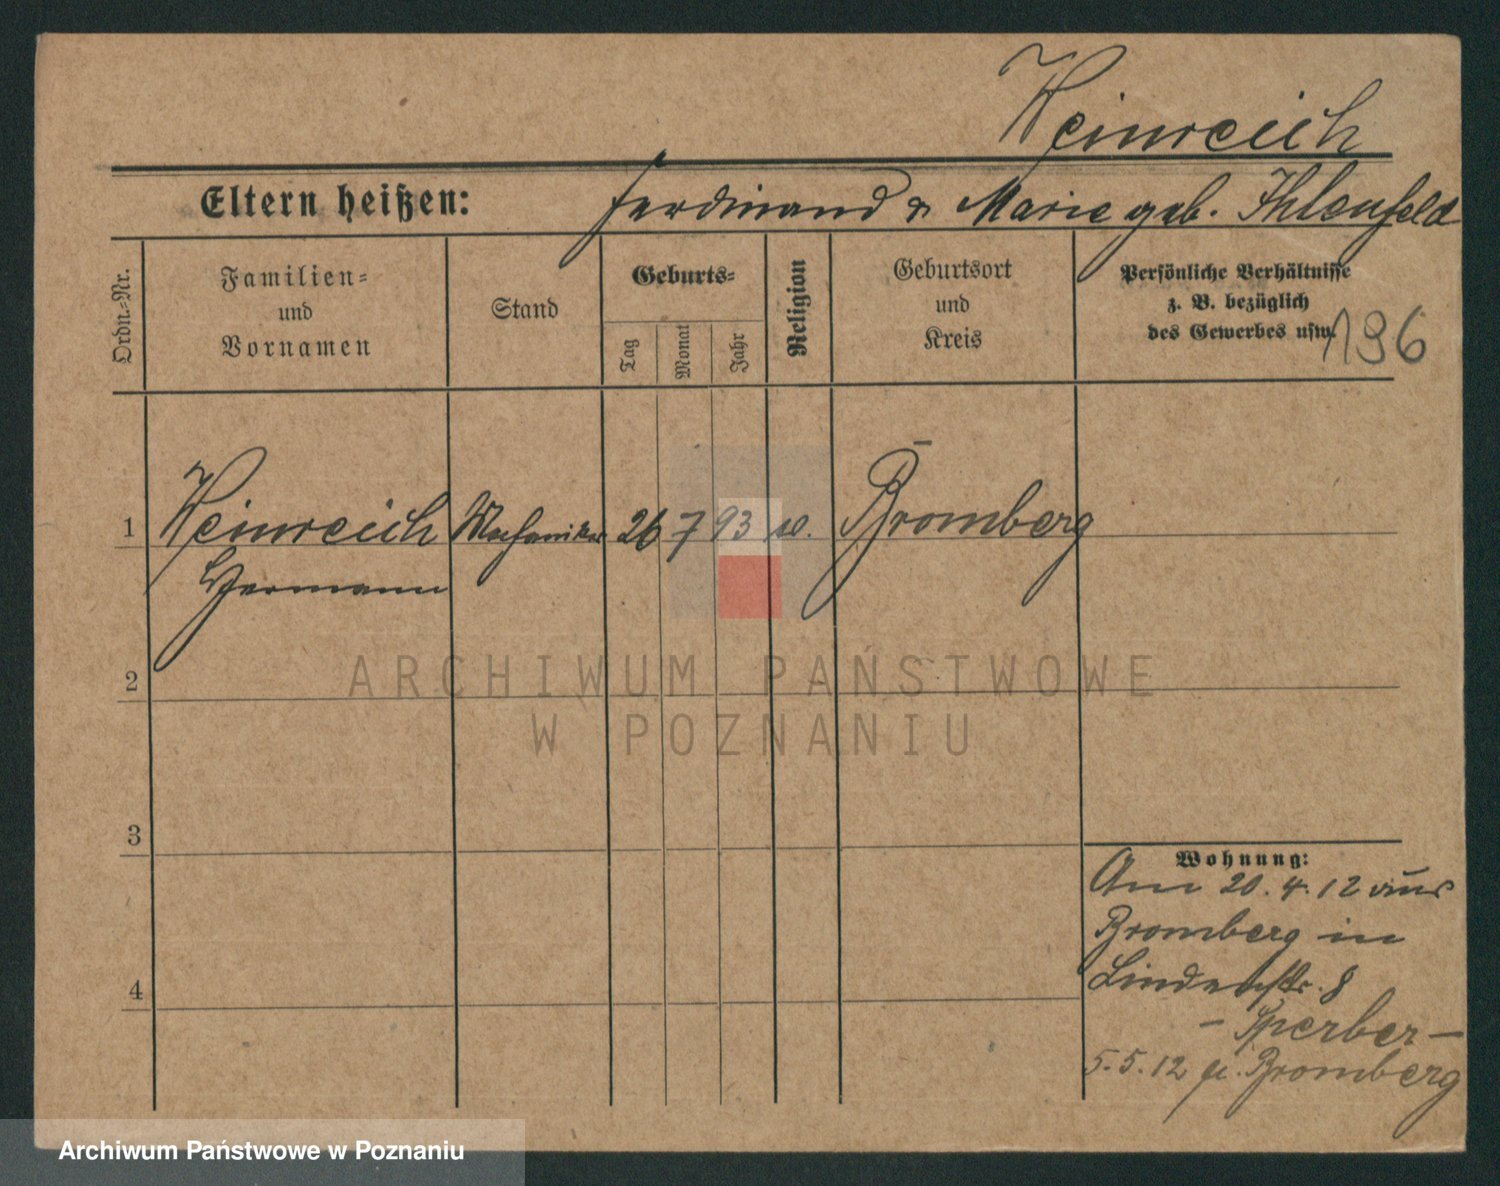 Weinreich
Eltern heißen: Ferdinand u Marie geb. Ihlenfeld
Ordn.-Nr.
Familien-
und
Vornamen
Stand
Geburts-
Tag
Monat
Jahr
Religion
Geburtsort
und
Kreis
Persönliche Verhältnisse
z. B. bezüglich
des Gewerbes usw.
196
1 Weinreich Mechaniker 26 7 93 Bromberg
Hermann
2
3
4
Wohnung:
Am 20. 4. 12 aus
Bromberg in
Lindenstr. 8
- Sperber -
5. 5. 12 Bromberg
ARCHIWUM PAŃSTWOWE
W POZNANIU
Archiwum Państwowe w Poznaniu